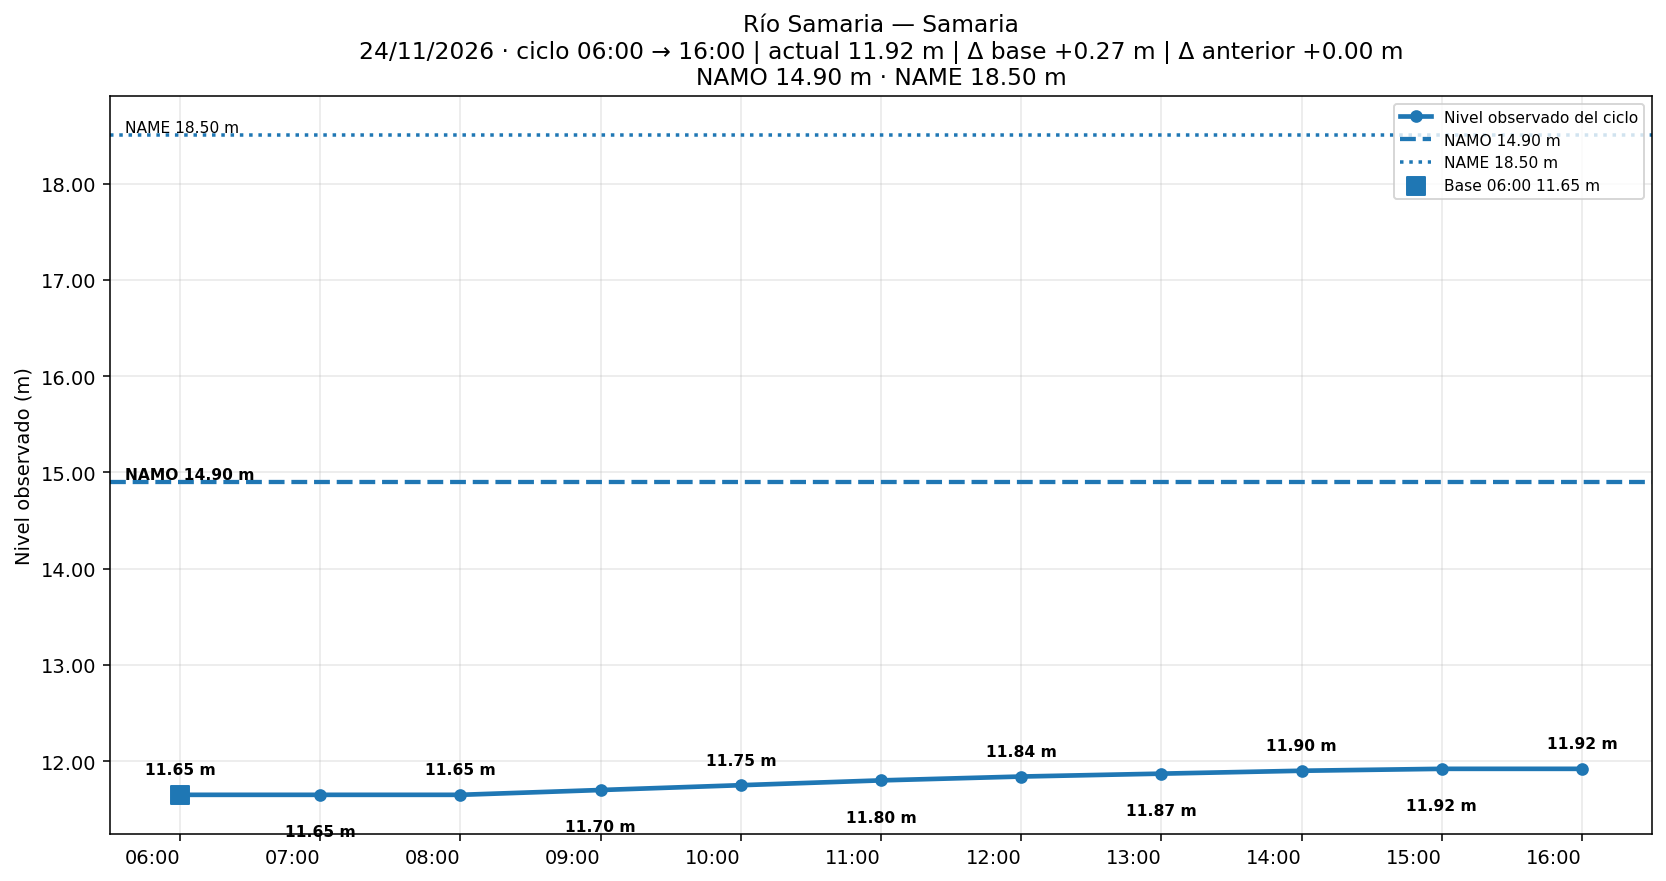 Río Samaria — Samaria
24/11/2026 · ciclo 06:00 → 16:00 | actual 11.92 m | Δ base +0.27 m | Δ anterior +0.00 m
NAMO 14.90 m · NAME 18.50 m
NAME 18.50 m
Nivel observado del ciclo
NAMO 14.90 m
NAME 18.50 m
Base 06:00 11.65 m
Nivel observado (m)
18.00
17.00
16.00
15.00
NAMO 14.90 m
14.00
13.00
12.00
11.65 m
11.65 m
11.65 m
11.70 m
11.75 m
11.80 m
11.84 m
11.87 m
11.90 m
11.92 m
11.92 m
06:00
07:00
08:00
09:00
10:00
11:00
12:00
13:00
14:00
15:00
16:00